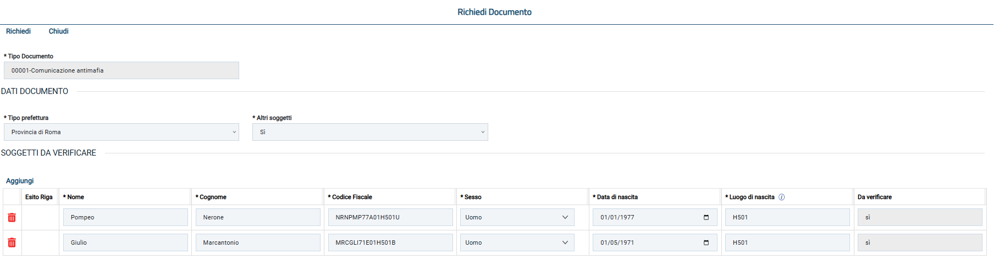 Richiedi Documento
Richiedi Chiudi
* Tipo Documento
00001-Comunicazione antimafia
DATI DOCUMENTO
* Tipo prefettura * Altri soggetti
Provincia di Roma Sì
SOGGETTI DA VERIFICARE
Aggiungi
Esito Riga * Nome * Cognome * Codice Fiscale * Sesso * Data di nascita * Luogo di nascita i Da verificare
Pompeo Nerone NRNPMP77A01H501U Uomo 01/01/1977 H501 sì
Giulio Marcantonio MRCGLI71E01H501B Uomo 01/05/1971 H501 sì